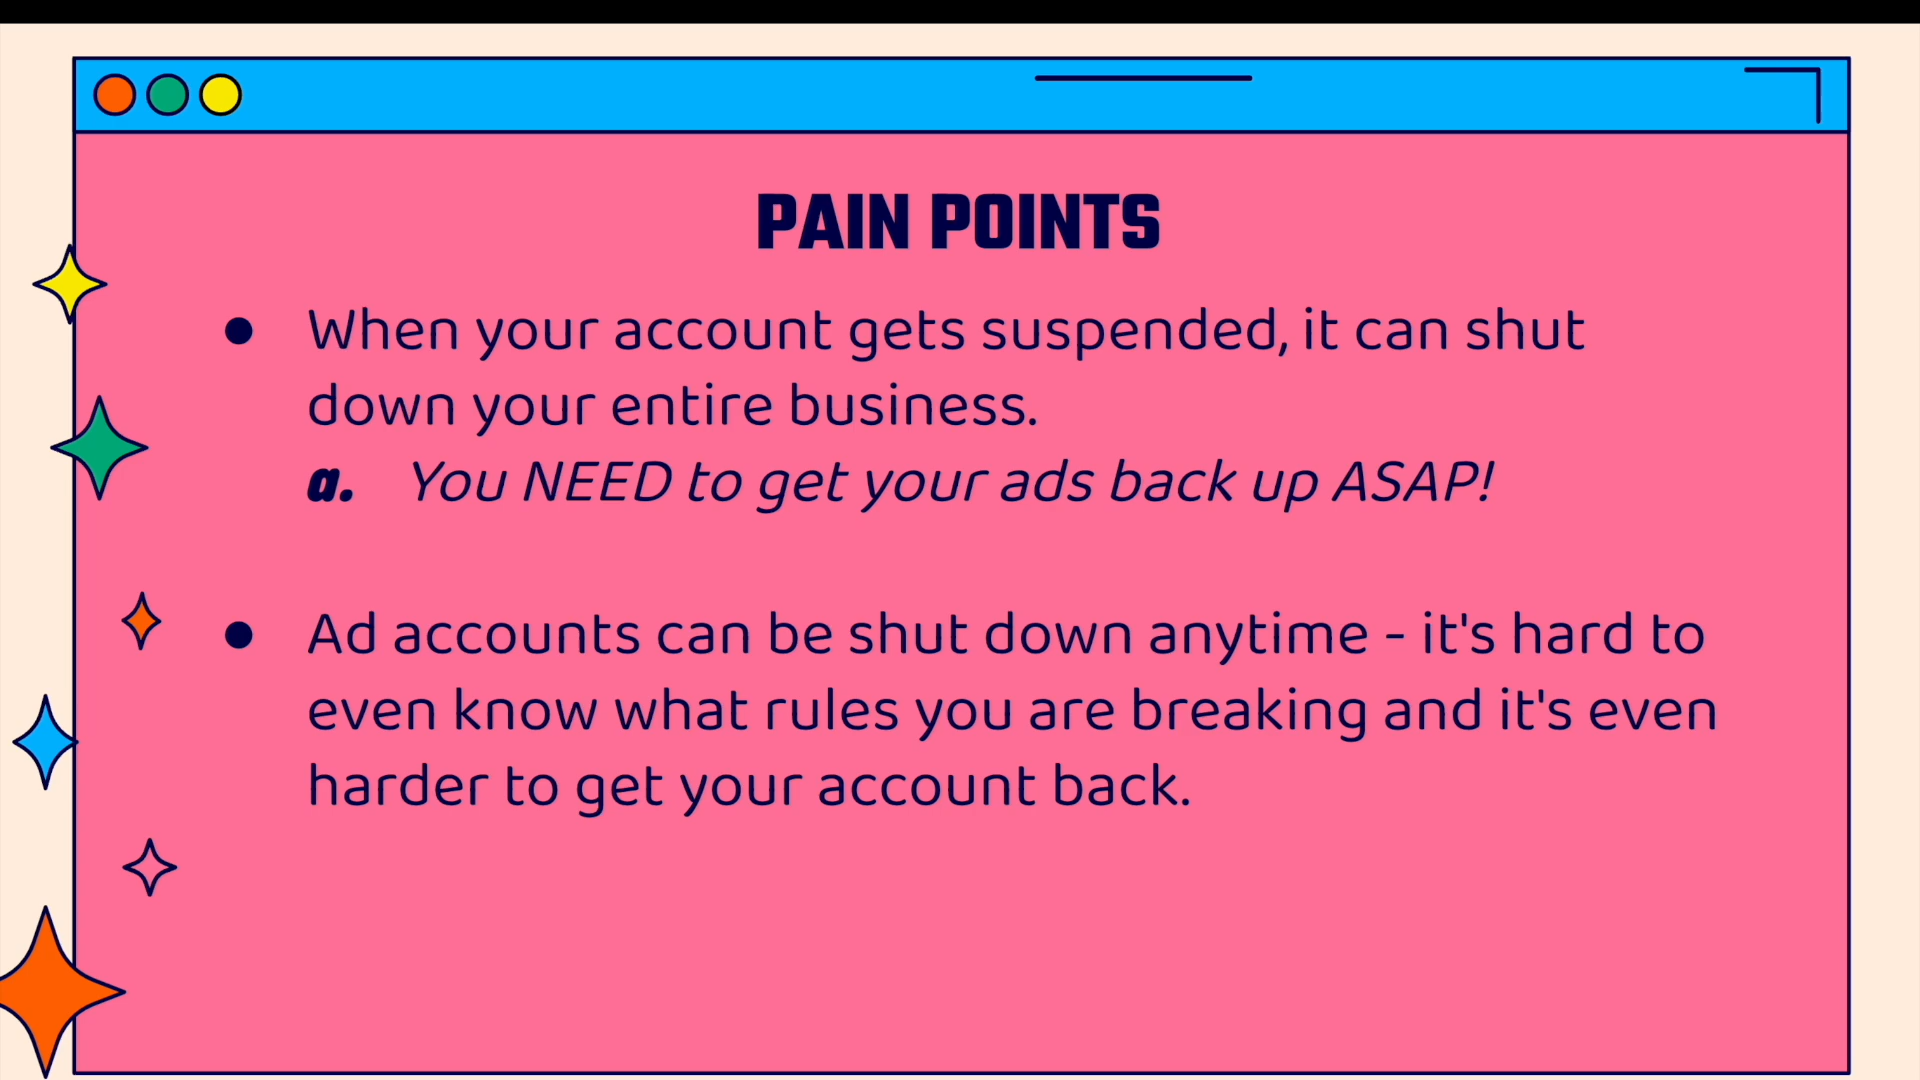 PAIN POINTS
● When your account gets suspended, it can shut
down your entire business.
a. You NEED to get your ads back up ASAP!
● Ad accounts can be shut down anytime - it's hard to
even know what rules you are breaking and it's even
harder to get your account back.